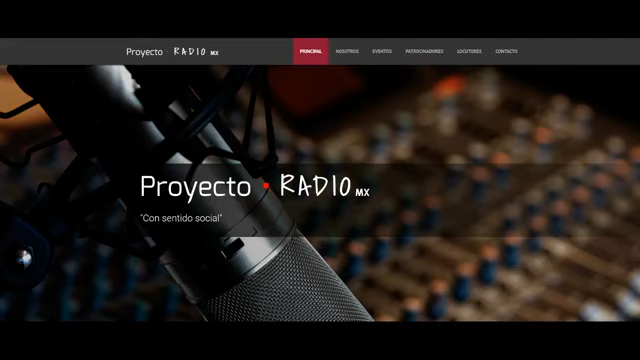 Proyecto RADIO MX PRINCIPAL NOSOTROS EVENTOS PATROCINADORES LOCUTORES CONTACTO
Proyecto • RADIO MX
"Con sentido social"